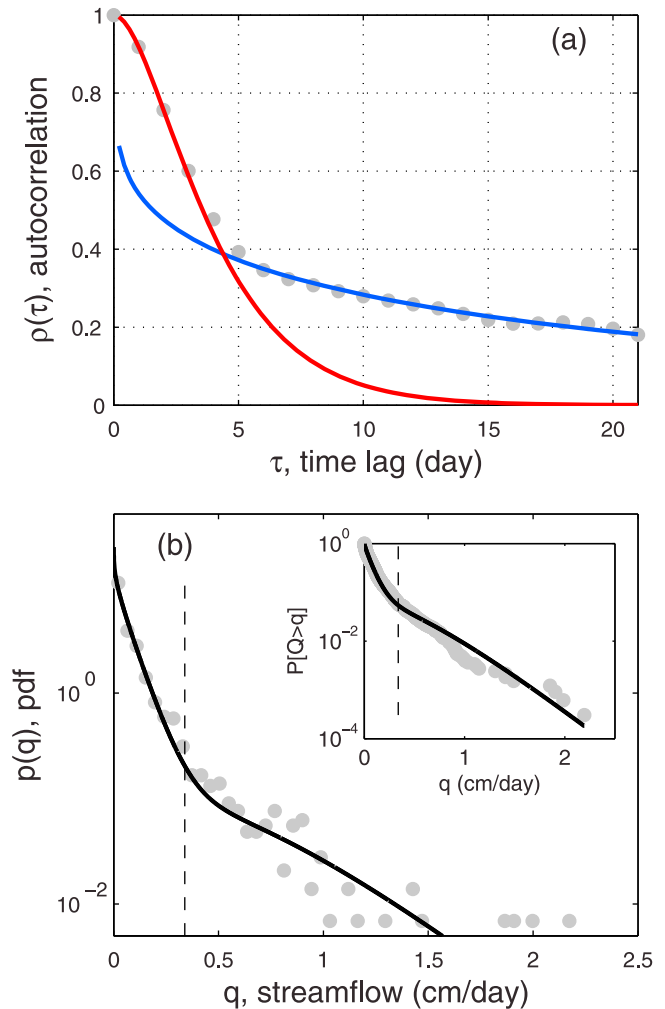 (a)
ρ(τ), autocorrelation
1
0.8
0.6
0.4
0.2
0
0 5 10 15 20
τ, time lag (day)
(b)
p(q), pdf
10^0
10^-2
0 0.5 1 1.5 2 2.5
q, streamflow (cm/day)
P[Q>q]
10^0
10^-2
10^-4
0 1 2
q (cm/day)